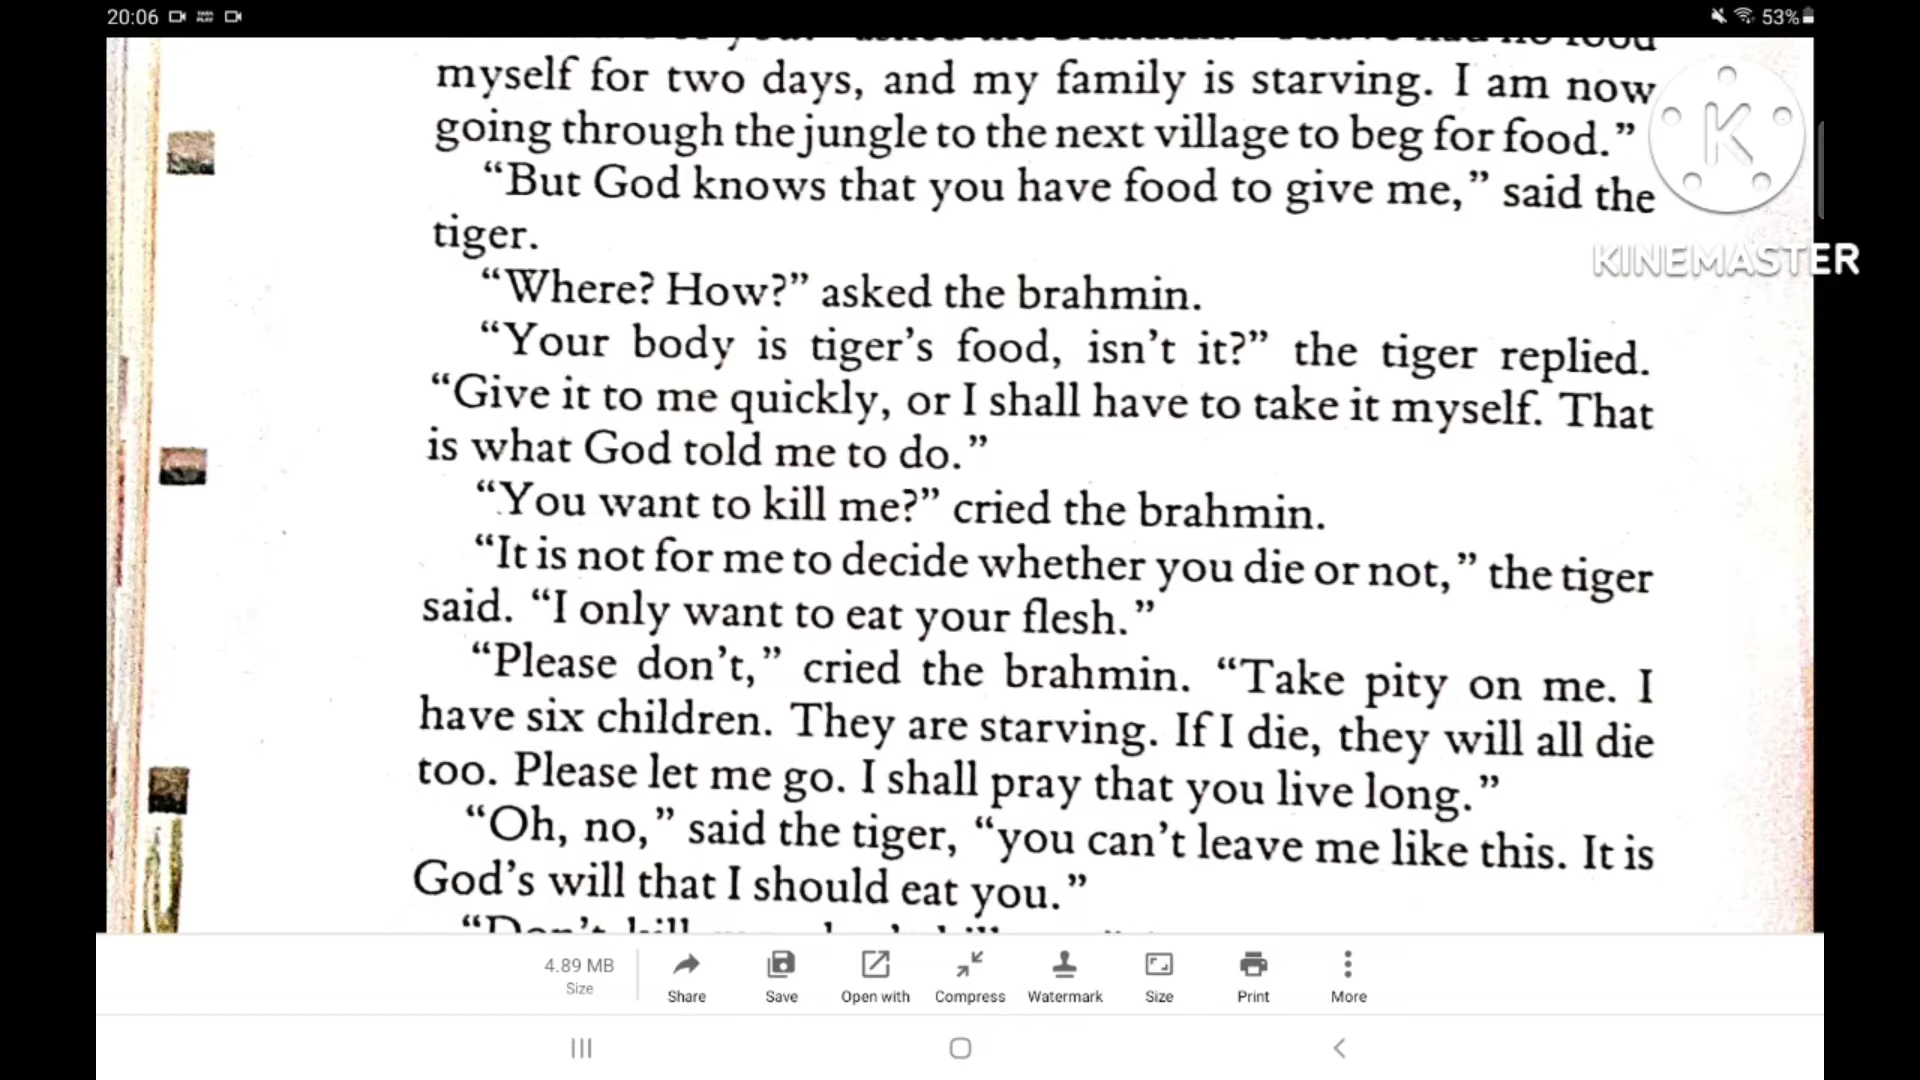 20:06 53%
asked the brahmin. no food
myself for two days, and my family is starving. I am now
going through the jungle to the next village to beg for food.”
“But God knows that you have food to give me,” said the
tiger.
“Where? How?” asked the brahmin.
“Your body is tiger’s food, isn’t it?” the tiger replied.
“Give it to me quickly, or I shall have to take it myself. That
is what God told me to do.”
“You want to kill me?” cried the brahmin.
“It is not for me to decide whether you die or not,” the tiger
said. “I only want to eat your flesh.”
“Please don’t,” cried the brahmin. “Take pity on me. I
have six children. They are starving. If I die, they will all die
too. Please let me go. I shall pray that you live long.”
“Oh, no,” said the tiger, “you can’t leave me like this. It is
God’s will that I should eat you.”
“Don’t kill
K
KINEMASTER
4.89 MB
Size
Share
Save
Open with
Compress
Watermark
Size
Print
More